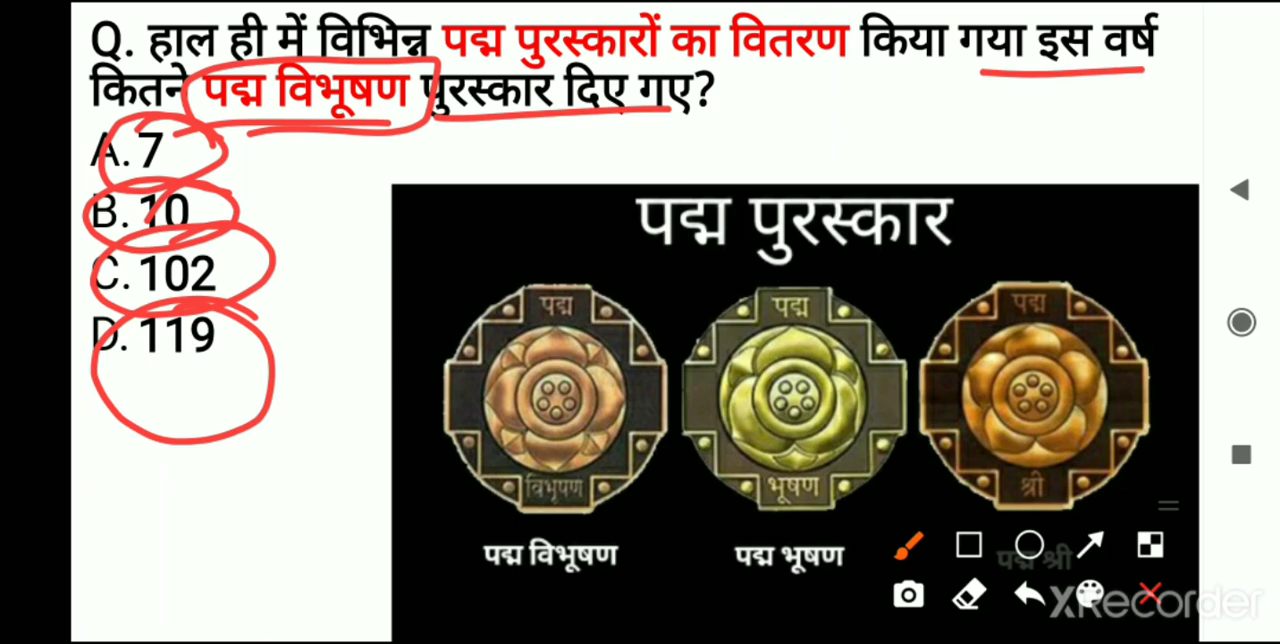 Q. हाल ही में विभिन्न पद्म पुरस्कारों का वितरण किया गया इस वर्ष
कितने पद्म विभूषण पुरस्कार दिए गए?
A. 7
B. 10
C. 102
D. 119
पद्म पुरस्कार
पद्म पद्म पद्म
विभूषण भूषण श्री
पद्म विभूषण पद्म भूषण पद्म श्री
XRecorder